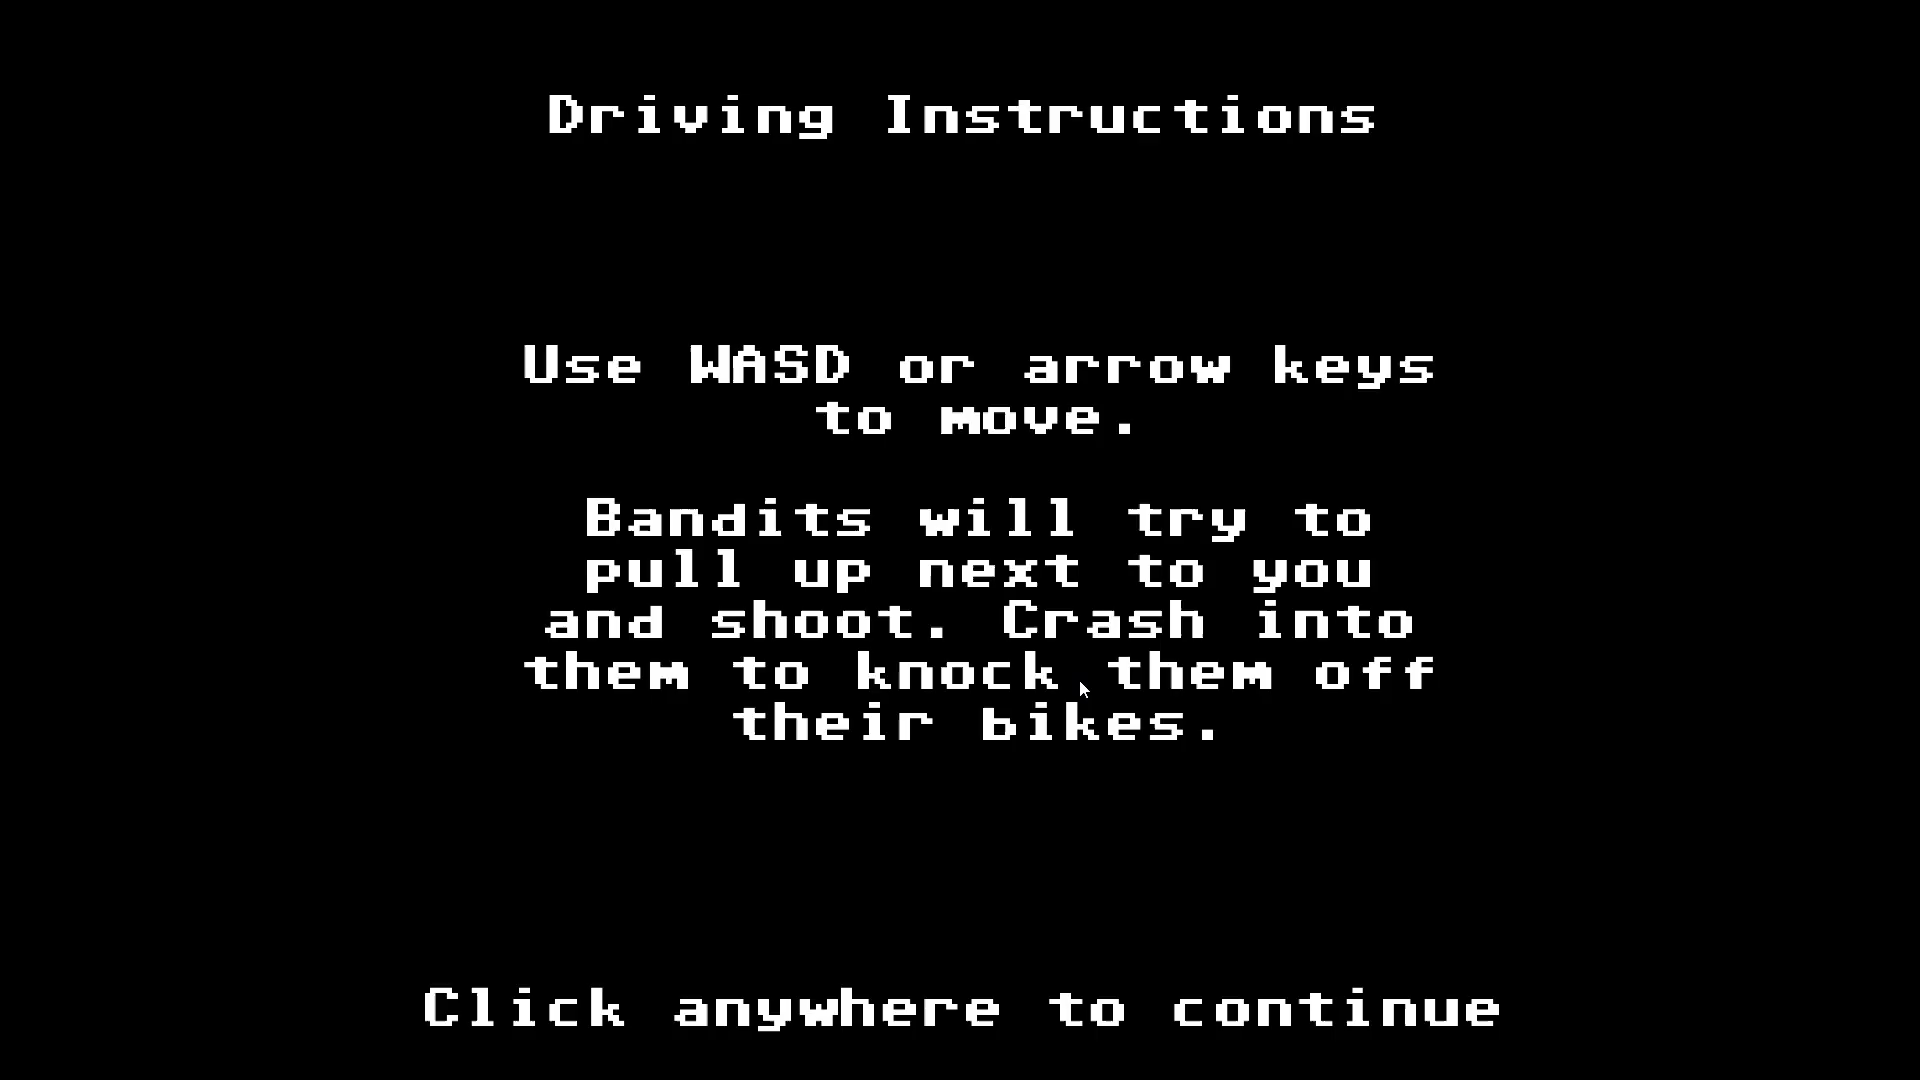 Driving Instructions
Use WASD or arrow keys
to move.
Bandits will try to
pull up next to you
and shoot. Crash into
them to knock them off
their bikes.
Click anywhere to continue